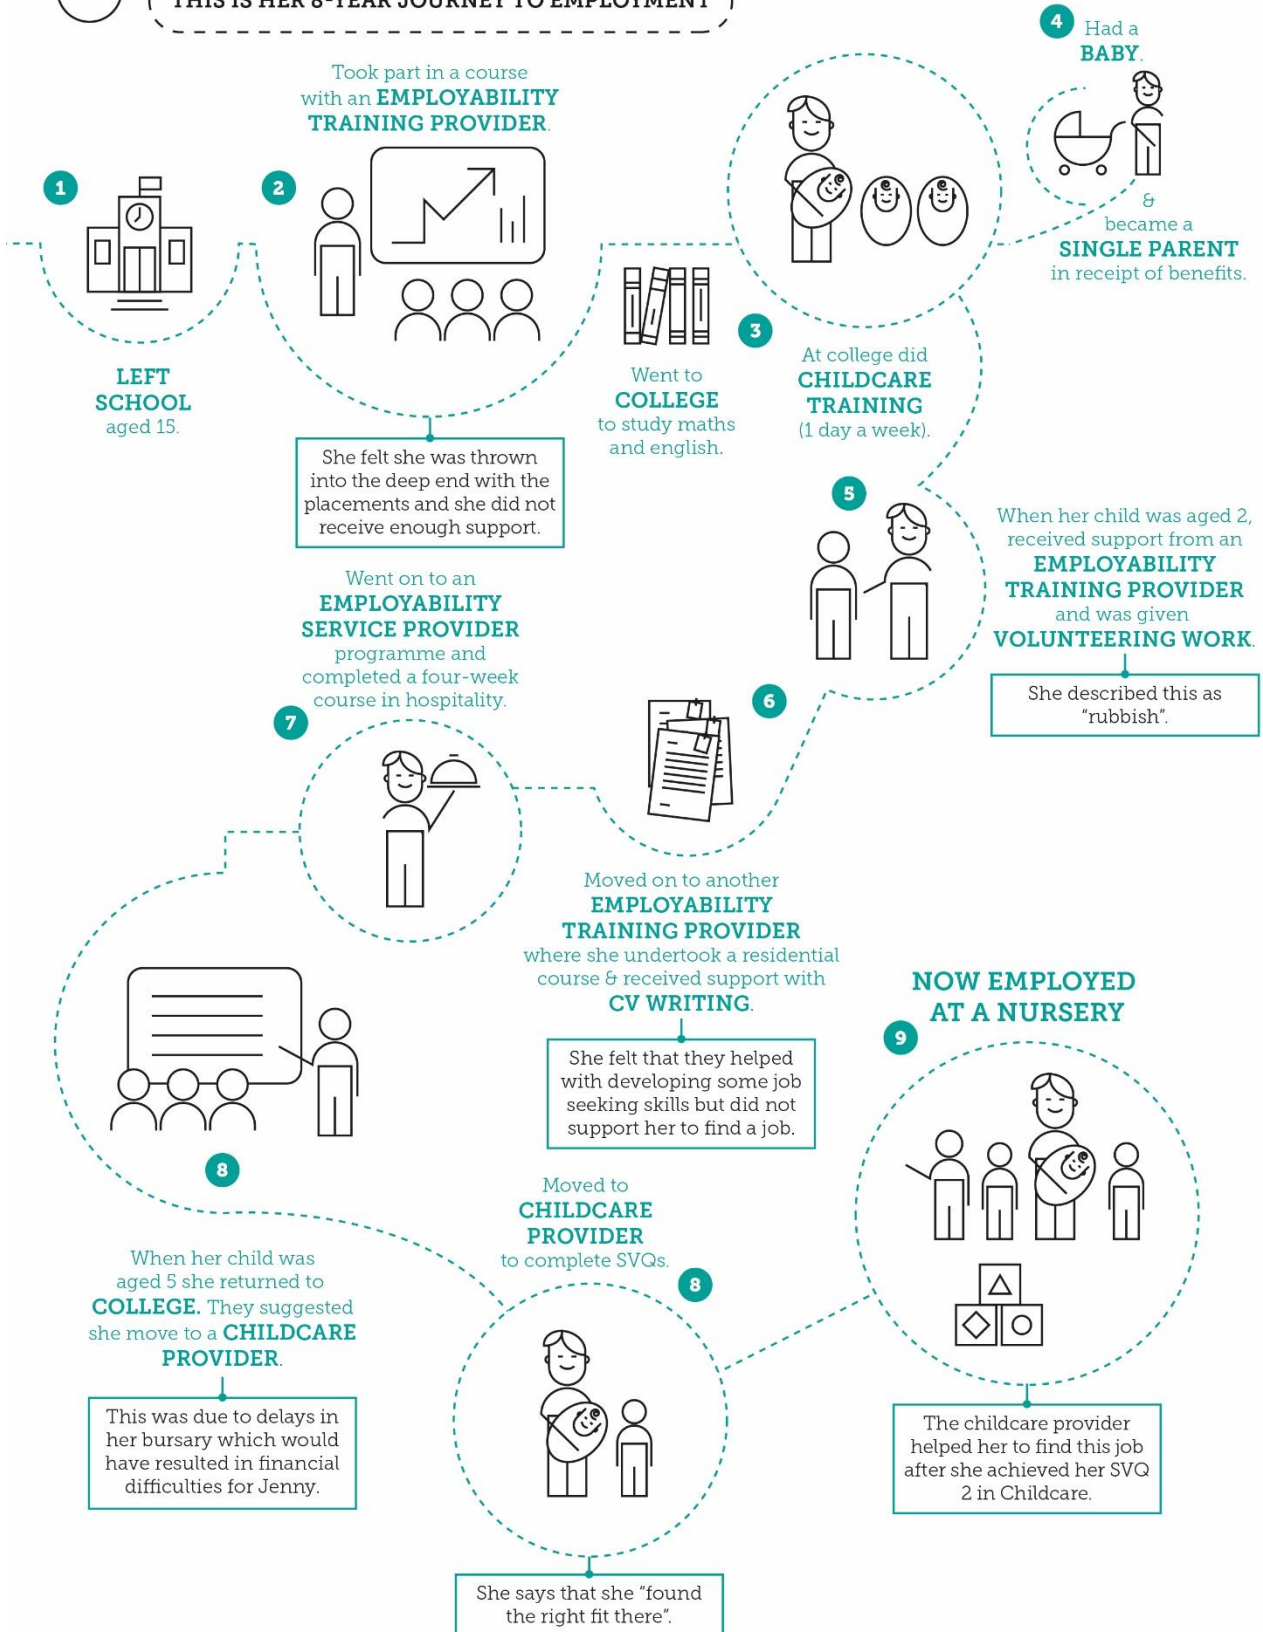 THIS IS HER 8-YEAR JOURNEY TO EMPLOYMENT
1
LEFT
SCHOOL
aged 15.
2
Took part in a course
with an EMPLOYABILITY
TRAINING PROVIDER.
She felt she was thrown
into the deep end with the
placements and she did not
receive enough support.
Went to
COLLEGE
to study maths
and english.
3
At college did
CHILDCARE
TRAINING
(1 day a week).
4
Had a
BABY.
&
became a
SINGLE PARENT
in receipt of benefits.
5
When her child was aged 2,
received support from an
EMPLOYABILITY
TRAINING PROVIDER
and was given
VOLUNTEERING WORK.
She described this as
"rubbish".
6
Moved on to another
EMPLOYABILITY
TRAINING PROVIDER
where she undertook a residential
course & received support with
CV WRITING.
She felt that they helped
with developing some job
seeking skills but did not
support her to find a job.
7
Went on to an
EMPLOYABILITY
SERVICE PROVIDER
programme and
completed a four-week
course in hospitality.
8
When her child was
aged 5 she returned to
COLLEGE. They suggested
she move to a CHILDCARE
PROVIDER.
This was due to delays in
her bursary which would
have resulted in financial
difficulties for Jenny.
8
Moved to
CHILDCARE
PROVIDER
to complete SVQs.
She says that she “found
the right fit there”.
9
NOW EMPLOYED
AT A NURSERY
The childcare provider
helped her to find this job
after she achieved her SVQ
2 in Childcare.